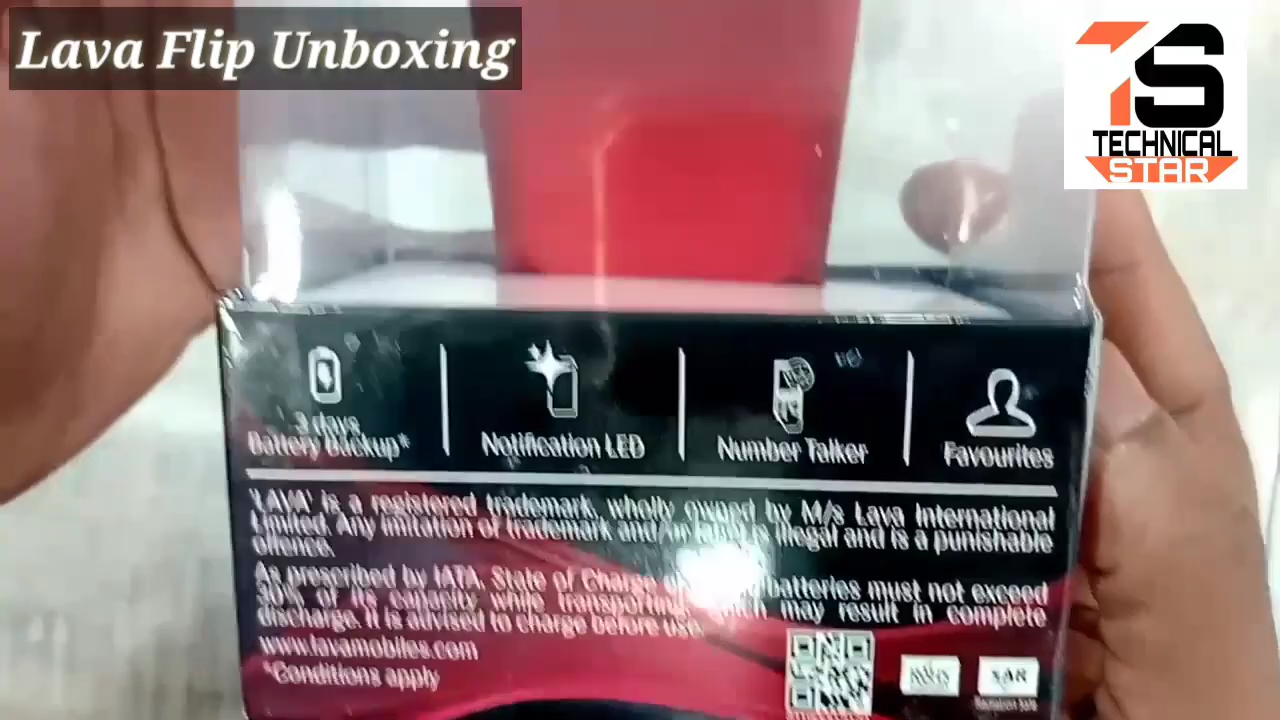 Lava Flip Unboxing
TS
TECHNICAL
STAR
3 days
Battery Backup*
Notification LED
Number Talker
Favourites
'LAVA' is a registered trademark, wholly owned by M/s Lava International
Limited. Any imitation of trademark and/or is illegal and is a punishable
offence.
As prescribed by IATA, State of Charge batteries must not exceed
30% of its capacity while transporting, which may result in complete
discharge. It is advised to charge before use.
www.lavamobiles.com
*Conditions apply
RoHS
SAR